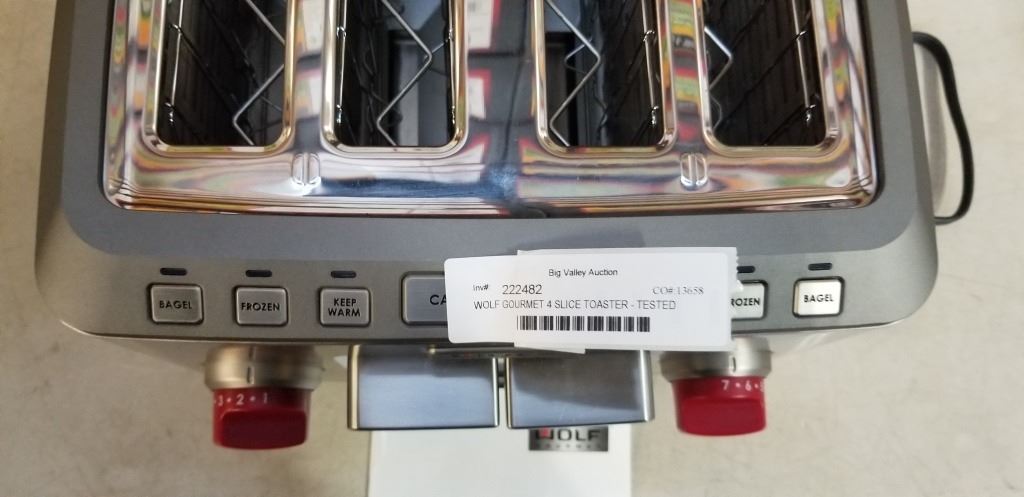 Big Valley Auction
Inv#: 222482 CO#:13658
WOLF GOURMET 4 SLICE TOASTER - TESTED
BAGEL
FROZEN
KEEP
WARM
CA
ROZEN
BAGEL
3 • 2 • 1
7 • 6
WOLF